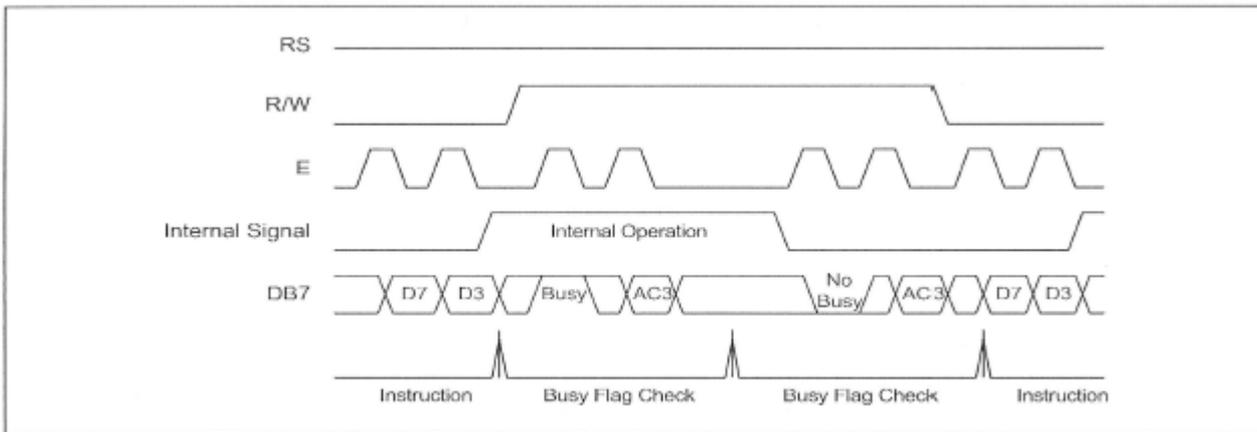 RS
R/W
E
Internal Signal
Internal Operation
DB7
D7
D3
Busy
AC3
No
Busy
AC3
D7
D3
Instruction
Busy Flag Check
Busy Flag Check
Instruction